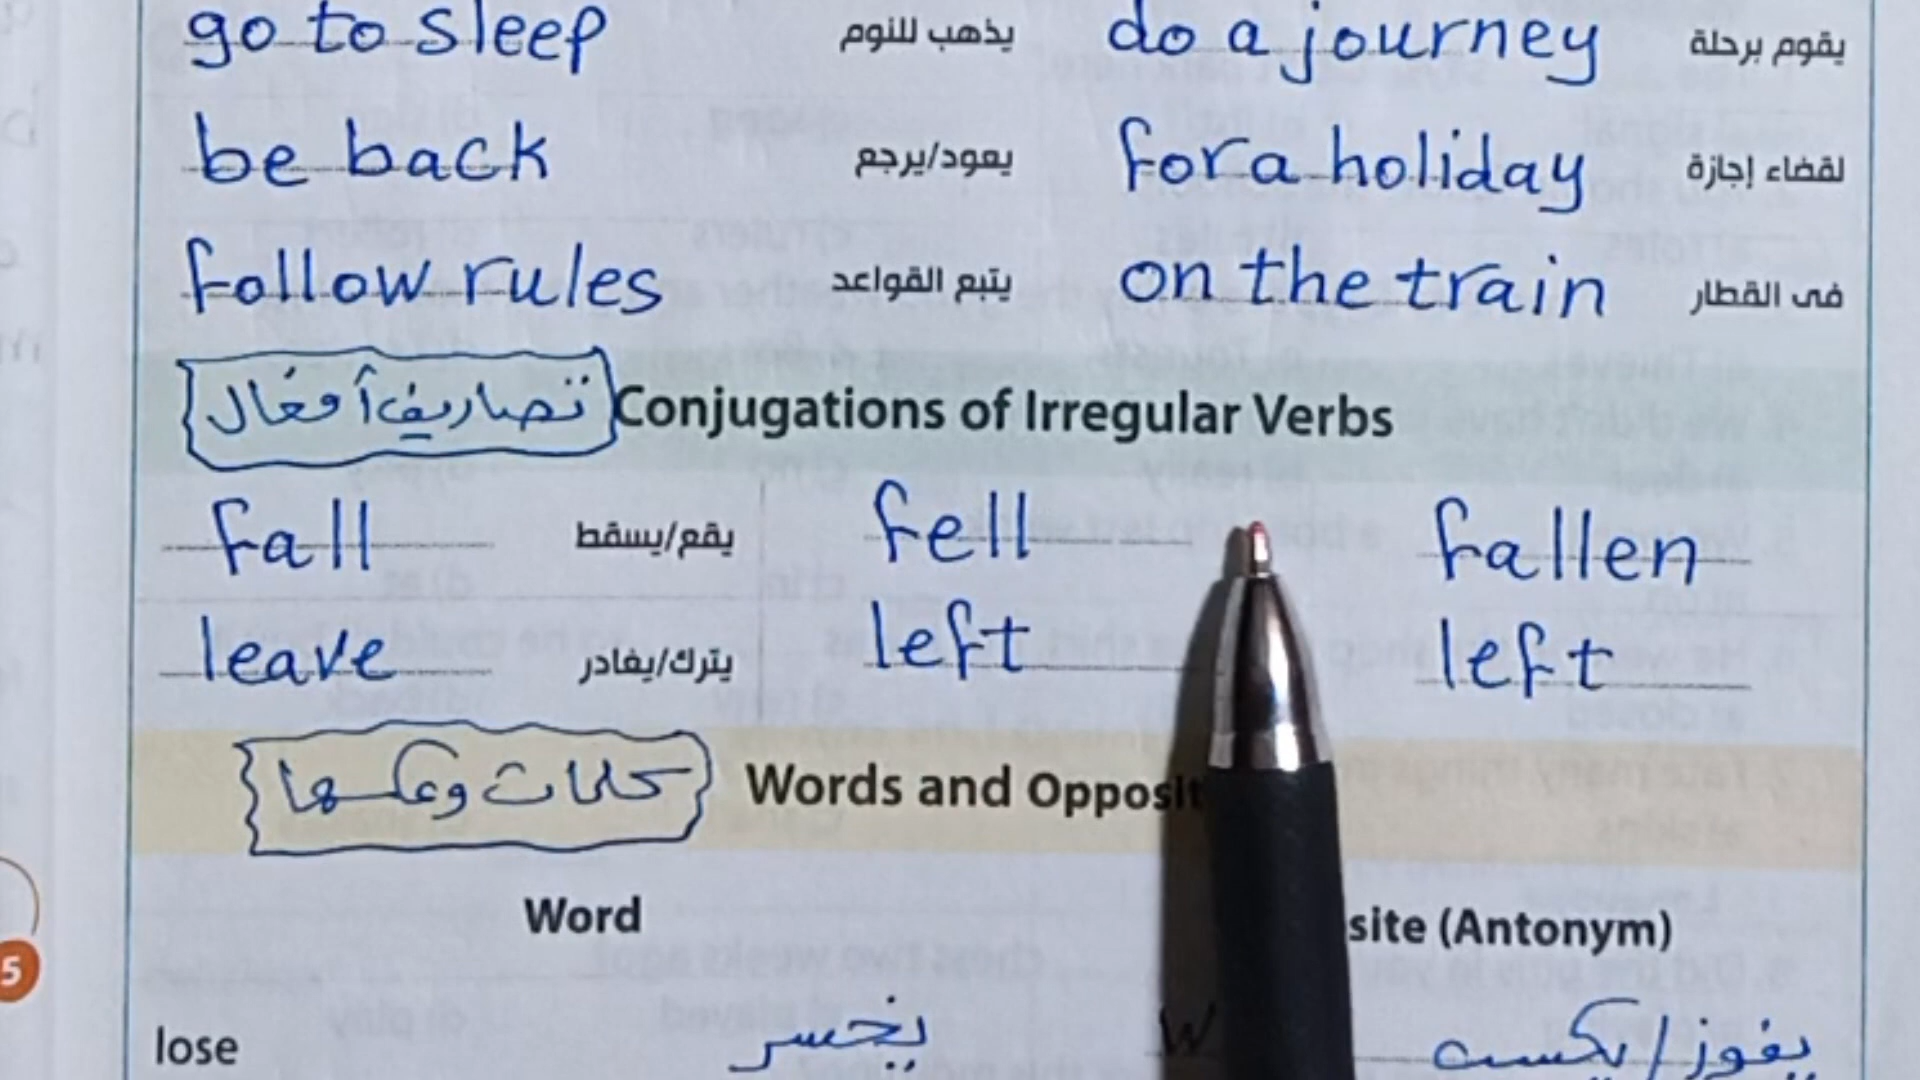 go to sleep يذهب للنوم do a journey يقوم برحلة
be back يعود/يرجع for a holiday لقضاء إجازة
follow rules يتبع القواعد on the train فى القطار
تصاريف أفعال Conjugations of Irregular Verbs
fall يقع/يسقط fell fallen
leave يترك/يغادر left left
كلمات وعكسها Words and Opposit
Word site (Antonym)
5
lose يخسر W يفوز/يكسب